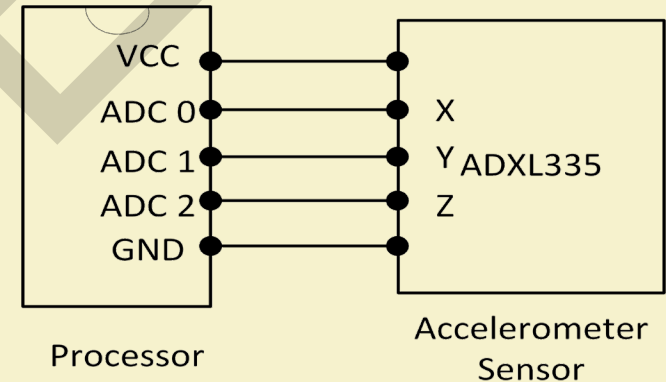 VCC
ADC 0
ADC 1
ADC 2
GND
Processor
X
Y ADXL335
Z
Accelerometer
Sensor